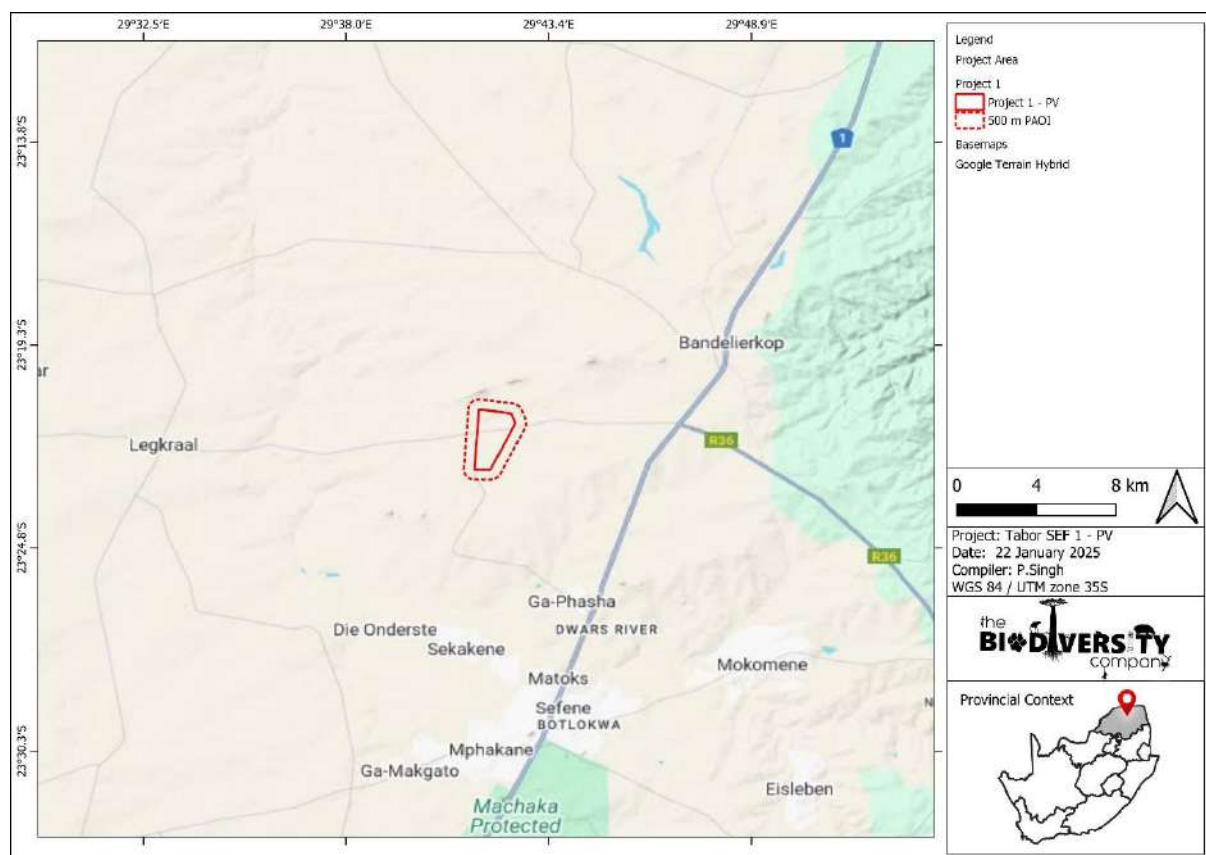 29°32.5'E
29°38.0'E
29°43.4'E
29°48.9'E
23°13.8'S
23°19.3'S
23°24.8'S
23°30.3'S
1
Bandelierkop
ar
Legkraal
R36
R36
Ga-Phasha
Die Onderste
DWARS RIVER
Sekakene
Mokomene
Matoks
N
Sefene
BOTLOKWA
Mphakane
Ga-Makgato
Eisleben
Machaka
Protected
Legend
Project Area
Project 1
Project 1 - PV
500 m PAOI
Basemaps
Google Terrain Hybrid
0 4 8 km
Project: Tabor SEF 1 - PV
Date: 22 January 2025
Compiler: P.Singh
WGS 84 / UTM zone 35S
the
BIODIVERSITY
company
Provincial Context